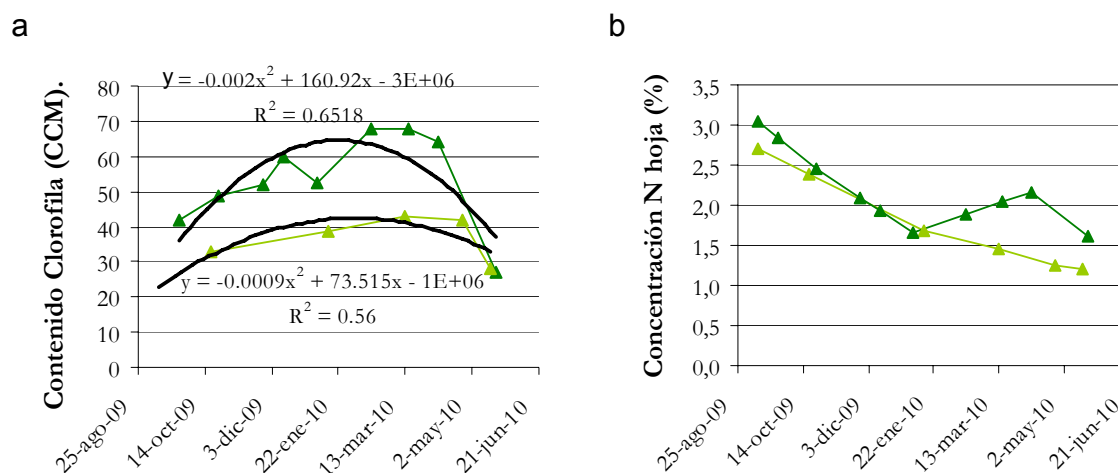 a
Contenido Clorofila (CCM).
y = -0.002x² + 160.92x - 3E+06
R² = 0.6518
80
70
60
50
40
30
20
10
0
y = -0.0009x² + 73.515x - 1E+06
R² = 0.56
25-ago-09
14-oct-09
3-dic-09
22-ene-10
13-mar-10
2-may-10
21-jun-10
b
Concentración N hoja (%)
3,5
3,0
2,5
2,0
1,5
1,0
0,5
0,0
25-ago-09
14-oct-09
3-dic-09
22-ene-10
13-mar-10
2-may-10
21-jun-10